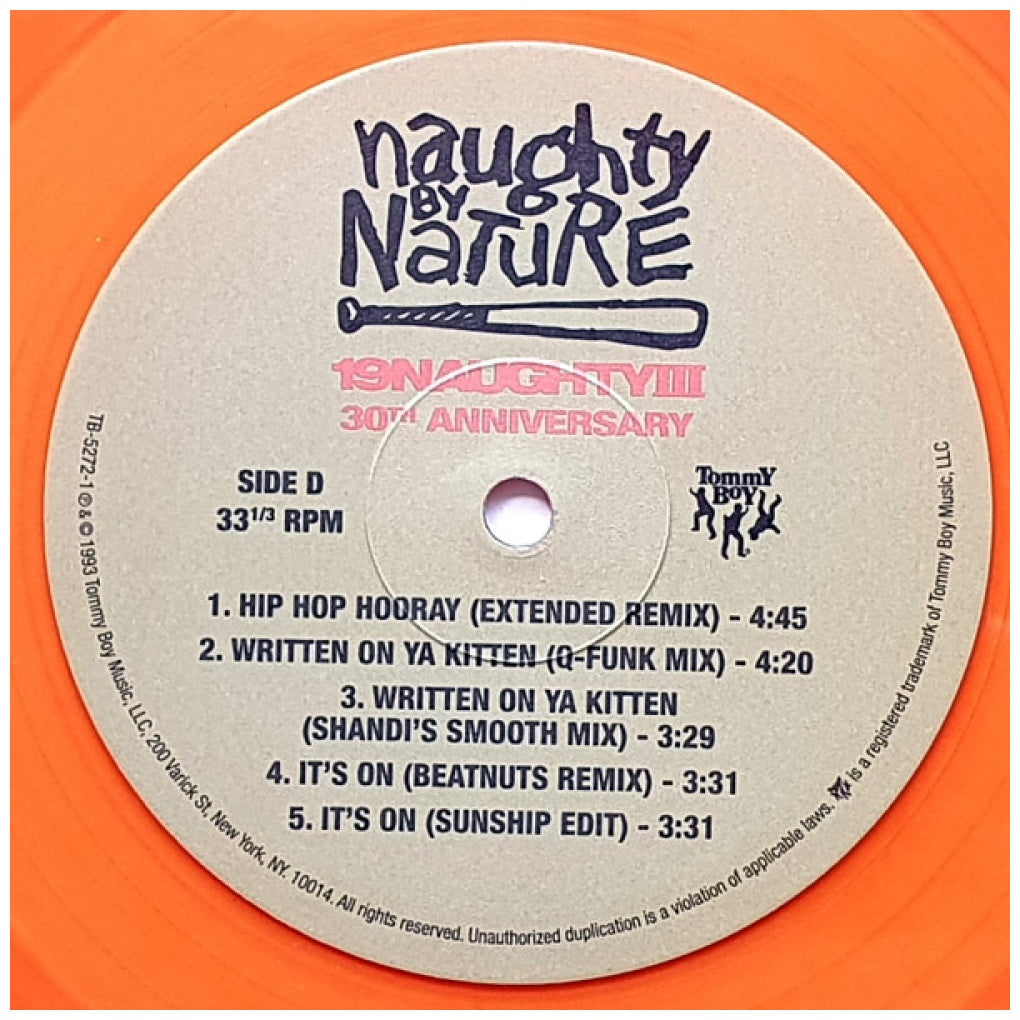 naughty
BY
NaTuRE
19NAUGHTYIII
30TH ANNIVERSARY
SIDE D
33 1/3 RPM
TommY
BoY
1. HIP HOP HOORAY (EXTENDED REMIX) - 4:45
2. WRITTEN ON YA KITTEN (Q-FUNK MIX) - 4:20
3. WRITTEN ON YA KITTEN
(SHANDI'S SMOOTH MIX) - 3:29
4. IT'S ON (BEATNUTS REMIX) - 3:31
5. IT'S ON (SUNSHIP EDIT) - 3:31
TB-5272-1 ℗ & © 1993 Tommy Boy Music, LLC, 200 Varick St, New York, NY. 10014. All rights reserved. Unauthorized duplication is a violation of applicable laws. is a registered trademark of Tommy Boy Music, LLC